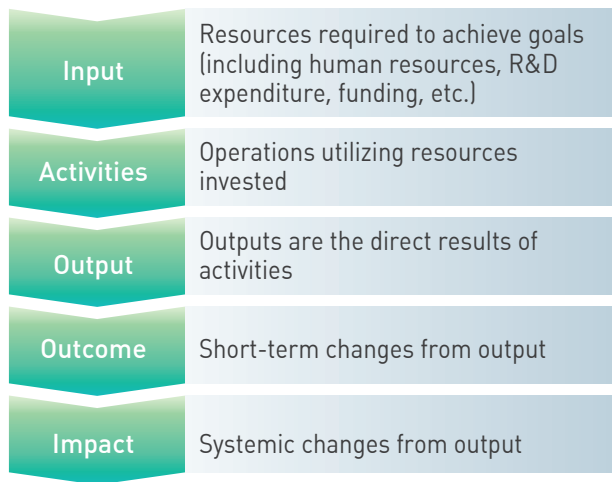 Input
Resources required to achieve goals
(including human resources, R&D
expenditure, funding, etc.)
Activities
Operations utilizing resources
invested
Output
Outputs are the direct results of
activities
Outcome
Short-term changes from output
Impact
Systemic changes from output